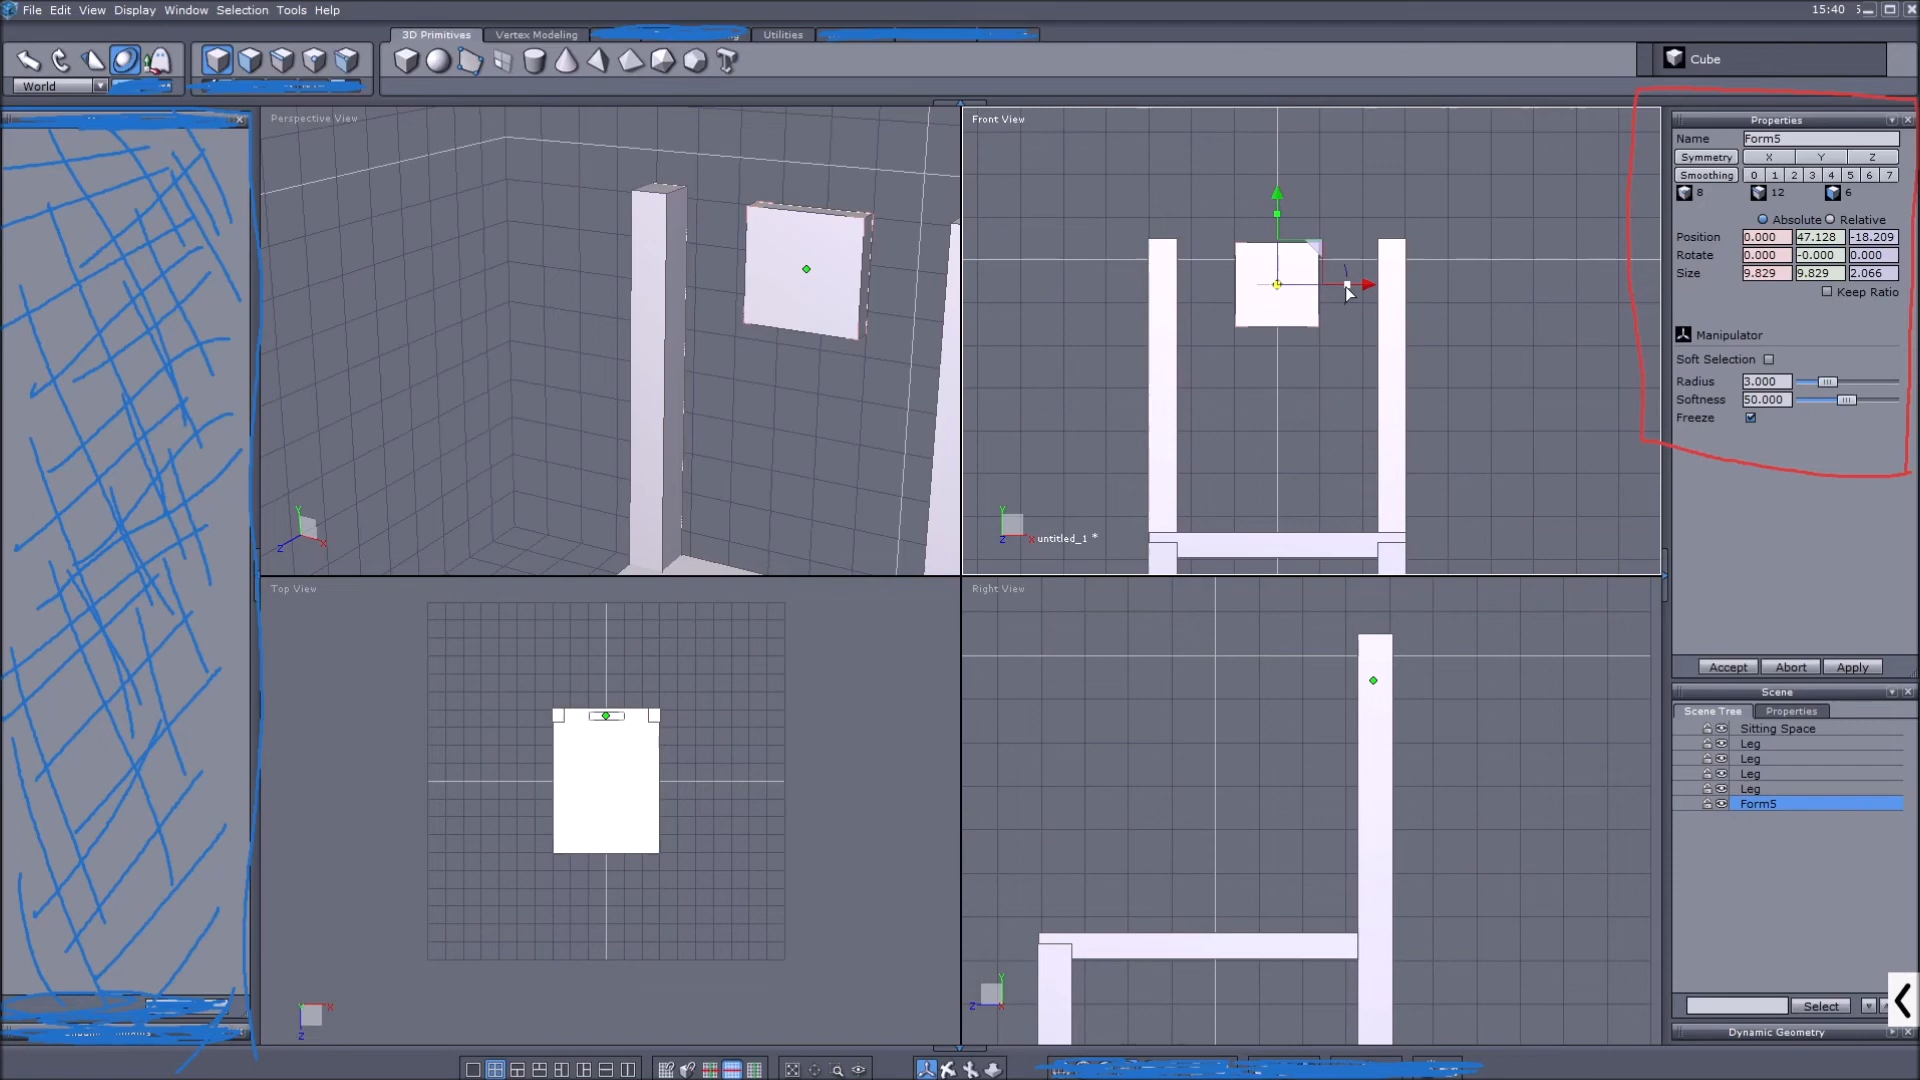 File Edit View Display Window Selection Tools Help
15:40
3D Primitives Vertex Modeling Utilities
World
Cube
Perspective View
Front View
Properties
Name Form5
Symmetry X Y Z
Smoothing 0 1 2 3 4 5 6 7
8 12 6
Absolute Relative
Position 0.000 47.128 -18.209
Rotate 0.000 -0.000 0.000
Size 9.829 9.829 2.066
Keep Ratio
Manipulator
Soft Selection
Radius 3.000
Softness 50.000
Freeze
Y
Z X
Y
Z X untitled_1 *
Top View
Right View
Accept Abort Apply
Scene
Scene Tree Properties
Sitting Space
Leg
Leg
Leg
Leg
Form5
Y X
Z
Y
Z X
Select
Dynamic Geometry